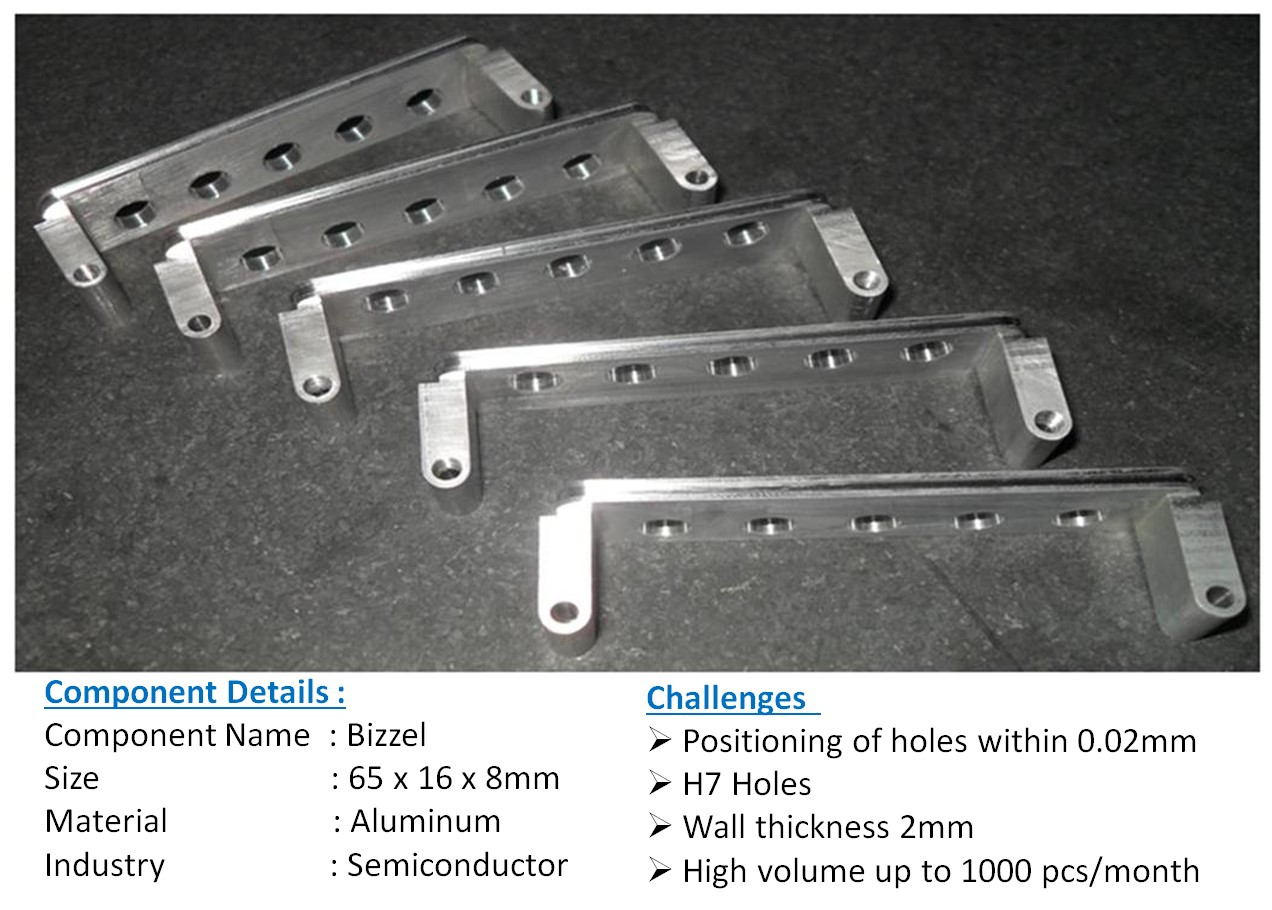 Component Details :
Component Name : Bizzel
Size : 65 x 16 x 8mm
Material : Aluminum
Industry : Semiconductor
Challenges
➢ Positioning of holes within 0.02mm
➢ H7 Holes
➢ Wall thickness 2mm
➢ High volume up to 1000 pcs/month